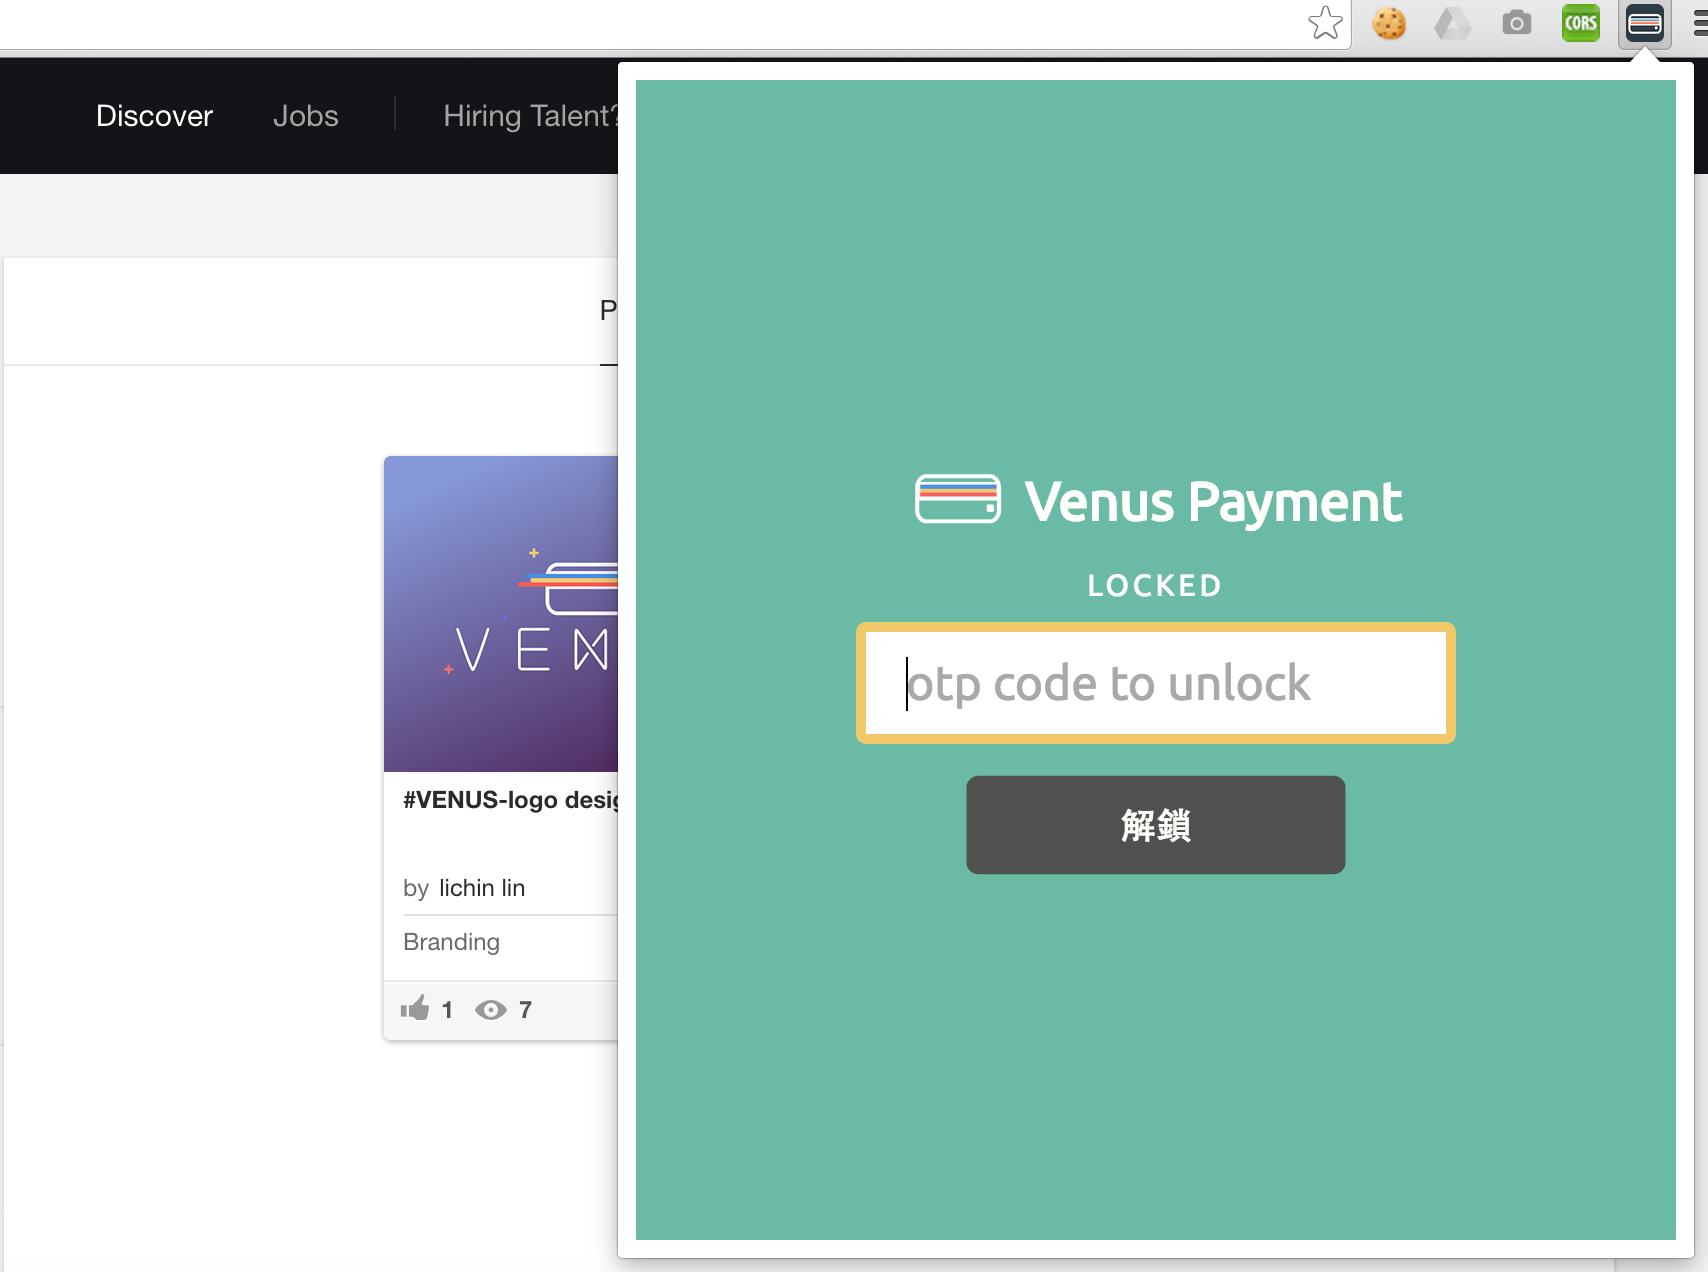 CORS
Discover
Jobs
Hiring Talent?
P
VEN
#VENUS-logo desig
by lichin lin
Branding
1
7
Venus Payment
LOCKED
otp code to unlock
解鎖